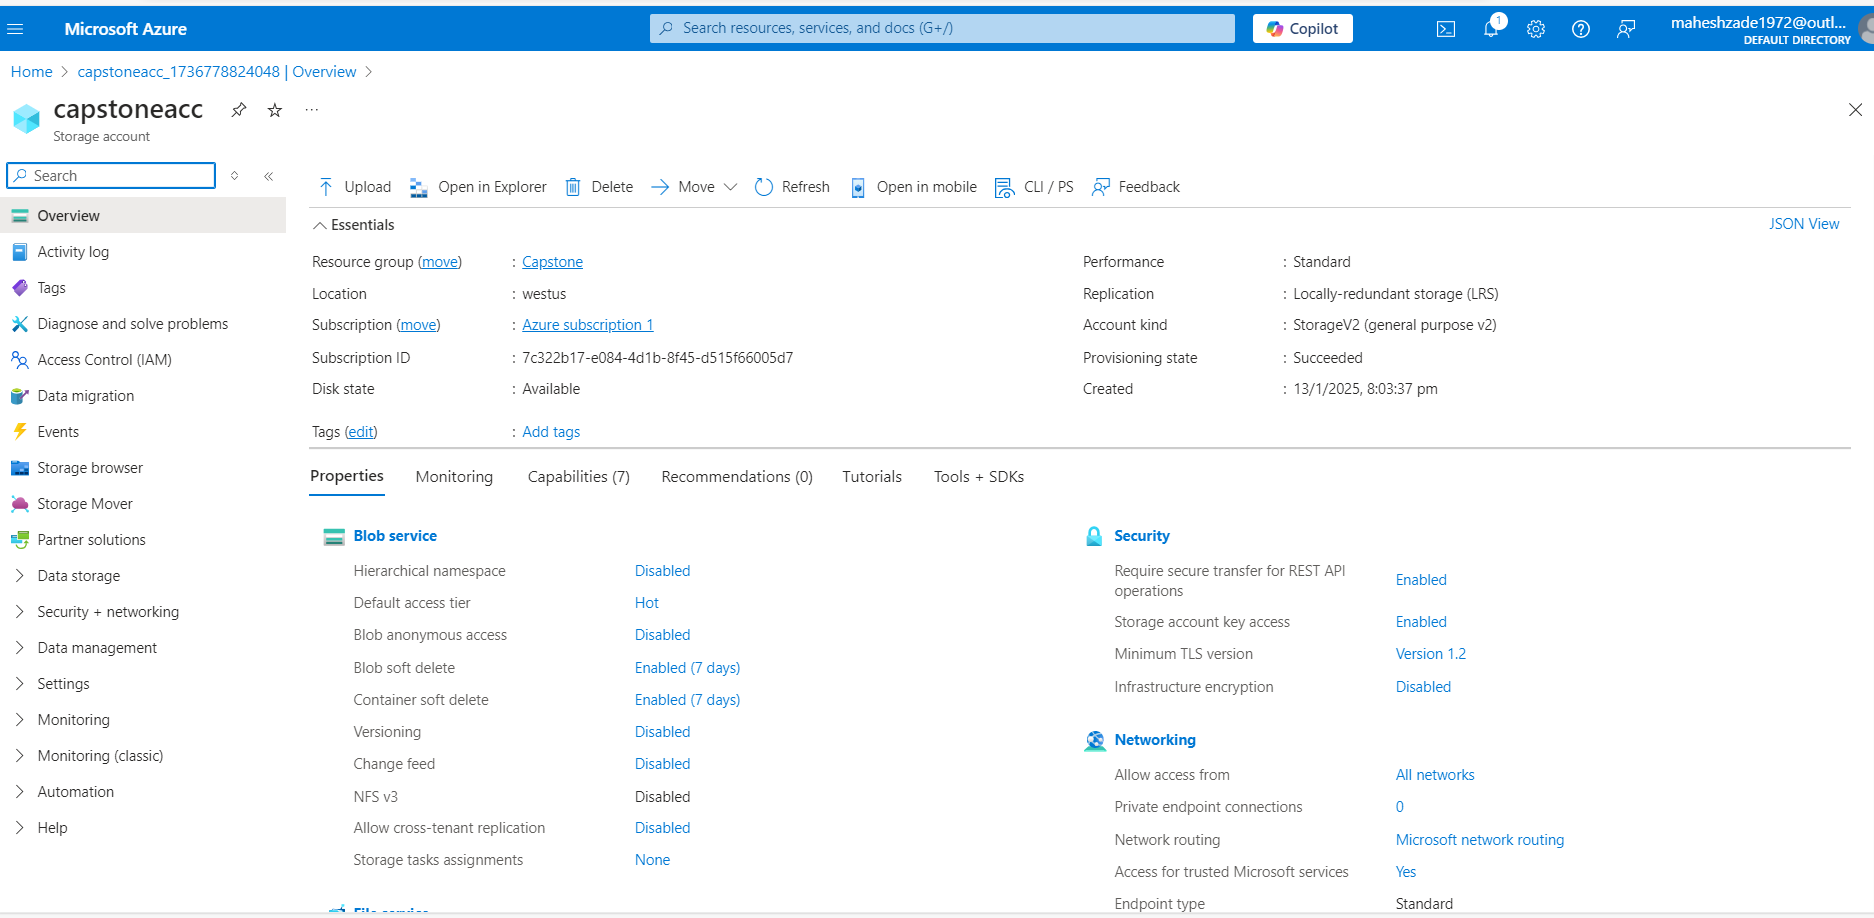 Microsoft Azure
Search resources, services, and docs (G+/)
Copilot
1
maheshzade1972@outl...
DEFAULT DIRECTORY
Home > capstoneacc_1736778824048 | Overview >
capstoneacc
Storage account
Search
Overview
Activity log
Tags
Diagnose and solve problems
Access Control (IAM)
Data migration
Events
Storage browser
Storage Mover
Partner solutions
Data storage
Security + networking
Data management
Settings
Monitoring
Monitoring (classic)
Automation
Help
Upload Open in Explorer Delete Move Refresh Open in mobile CLI / PS Feedback
Essentials
JSON View
Resource group (move) : Capstone
Location : westus
Subscription (move) : Azure subscription 1
Subscription ID : 7c322b17-e084-4d1b-8f45-d515f66005d7
Disk state : Available
Tags (edit) : Add tags
Performance : Standard
Replication : Locally-redundant storage (LRS)
Account kind : StorageV2 (general purpose v2)
Provisioning state : Succeeded
Created : 13/1/2025, 8:03:37 pm
Properties Monitoring Capabilities (7) Recommendations (0) Tutorials Tools + SDKs
Blob service
Hierarchical namespace Disabled
Default access tier Hot
Blob anonymous access Disabled
Blob soft delete Enabled (7 days)
Container soft delete Enabled (7 days)
Versioning Disabled
Change feed Disabled
NFS v3 Disabled
Allow cross-tenant replication Disabled
Storage tasks assignments None
File service
Security
Require secure transfer for REST API
operations Enabled
Storage account key access Enabled
Minimum TLS version Version 1.2
Infrastructure encryption Disabled
Networking
Allow access from All networks
Private endpoint connections 0
Network routing Microsoft network routing
Access for trusted Microsoft services Yes
Endpoint type Standard